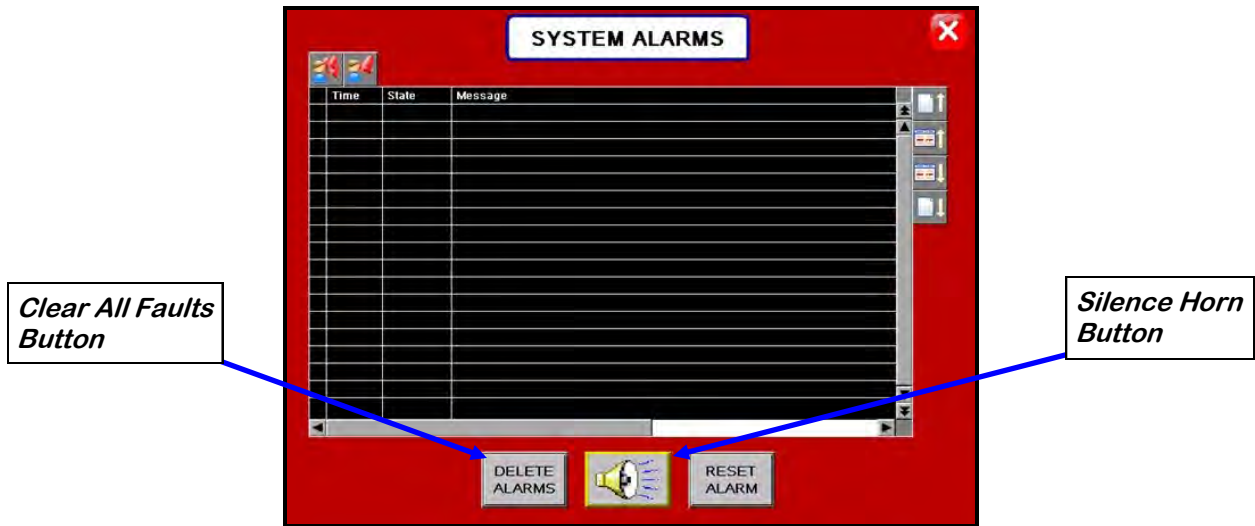 SYSTEM ALARMS
Time State Message
Clear All Faults
Button
Silence Horn
Button
DELETE
ALARMS
RESET
ALARM